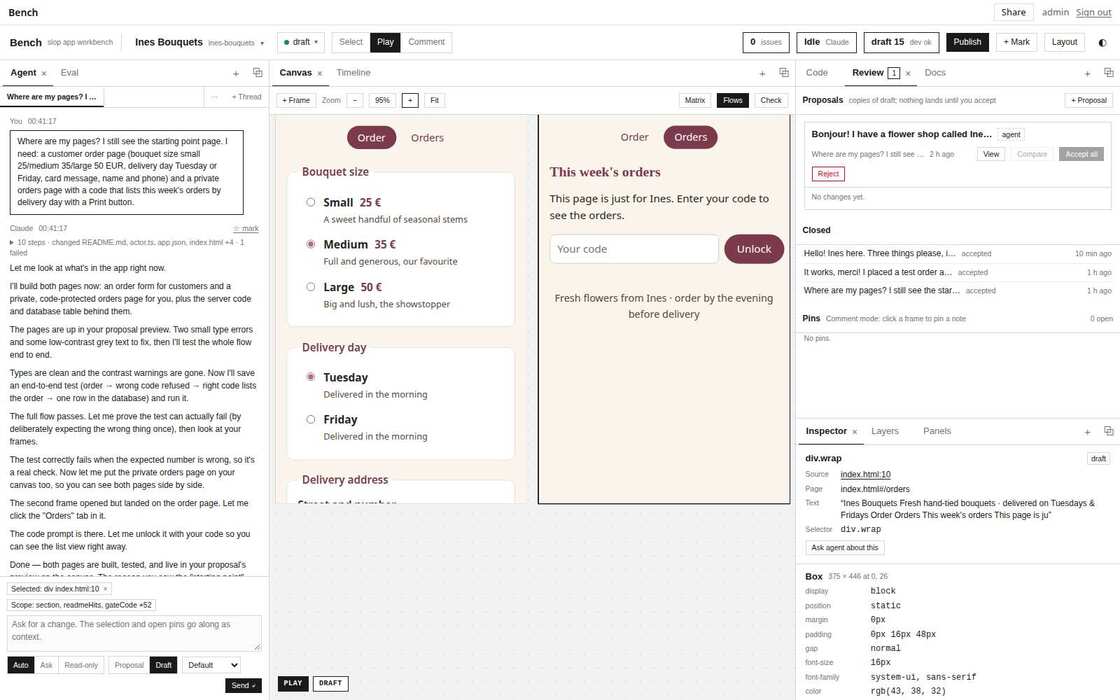 Bench
Share
admin
Sign out
Bench slop app workbench
Ines Bouquets ines-bouquets ▾
draft ▾
Select
Play
Comment
0 issues
Idle Claude
draft 15 dev ok
Publish
+ Mark
Layout
Agent ×
Eval
Where are my pages? I …
+ Thread
You 00:41:17
Where are my pages? I still see the starting point page. I
need: a customer order page (bouquet size small
25/medium 35/large 50 EUR, delivery day Tuesday or
Friday, card message, name and phone) and a private
orders page with a code that lists this week's orders by
delivery day with a Print button.
Claude 00:41:17
☆ mark
▶ 10 steps · changed README.md, actor.ts, app.json, index.html +4 · 1
failed
Let me look at what's in the app right now.
I'll build both pages now: an order form for customers and a
private, code-protected orders page for you, plus the server code
and database table behind them.
The pages are up in your proposal preview. Two small type errors
and some low-contrast grey text to fix, then I'll test the whole flow
end to end.
Types are clean and the contrast warnings are gone. Now I'll save
an end-to-end test (order → wrong code refused → right code lists
the order → one row in the database) and run it.
The full flow passes. Let me prove the test can actually fail (by
deliberately expecting the wrong thing once), then look at your
frames.
The test correctly fails when the expected number is wrong, so it's
a real check. Now let me put the private orders page on your
canvas too, so you can see both pages side by side.
The second frame opened but landed on the order page. Let me
click the "Orders" tab in it.
The code prompt is there. Let me unlock it with your code so you
can see the list view right away.
Done — both pages are built, tested, and live in your proposal's
Selected: div index.html:10 ×
Scope: section, readmeHits, gateCode +52
Ask for a change. The selection and open pins go along as
context.
Auto
Ask
Read-only
Proposal
Draft
Default
Send
Canvas ×
Timeline
+ Frame
Zoom
−
95%
+
Fit
Matrix
Flows
Check
Order
Orders
Bouquet size
Small 25 €
A sweet handful of seasonal stems
Medium 35 €
Full and generous, our favourite
Large 50 €
Big and lush, the showstopper
Delivery day
Tuesday
Delivered in the morning
Friday
Delivered in the morning
Delivery address
Street and number
Order
Orders
This week's orders
This page is just for Ines. Enter your code to
see the orders.
Your code
Unlock
Fresh flowers from Ines · order by the evening
before delivery
PLAY
DRAFT
Code
Review 1 ×
Docs
Proposals copies of draft; nothing lands until you accept
+ Proposal
Bonjour! I have a flower shop called Ine… agent
Where are my pages? I still see … 2 h ago
View
Compare
Accept all
Reject
No changes yet.
Closed
Hello! Ines here. Three things please, i… accepted 10 min ago
It works, merci! I placed a test order a… accepted 1 h ago
Where are my pages? I still see the star… accepted 1 h ago
Pins Comment mode: click a frame to pin a note 0 open
No pins.
Inspector ×
Layers
Panels
div.wrap
draft
Source index.html:10
Page index.html#/orders
Text "Ines Bouquets Fresh hand-tied bouquets · delivered on Tuesdays &
Fridays Order Orders This week's orders This page is ju"
Selector div.wrap
Ask agent about this
Box 375 × 446 at 0, 26
display block
position static
margin 0px
padding 0px 16px 48px
gap normal
font-size 16px
font-family system-ui, sans-serif
color rgb(43, 38, 32)